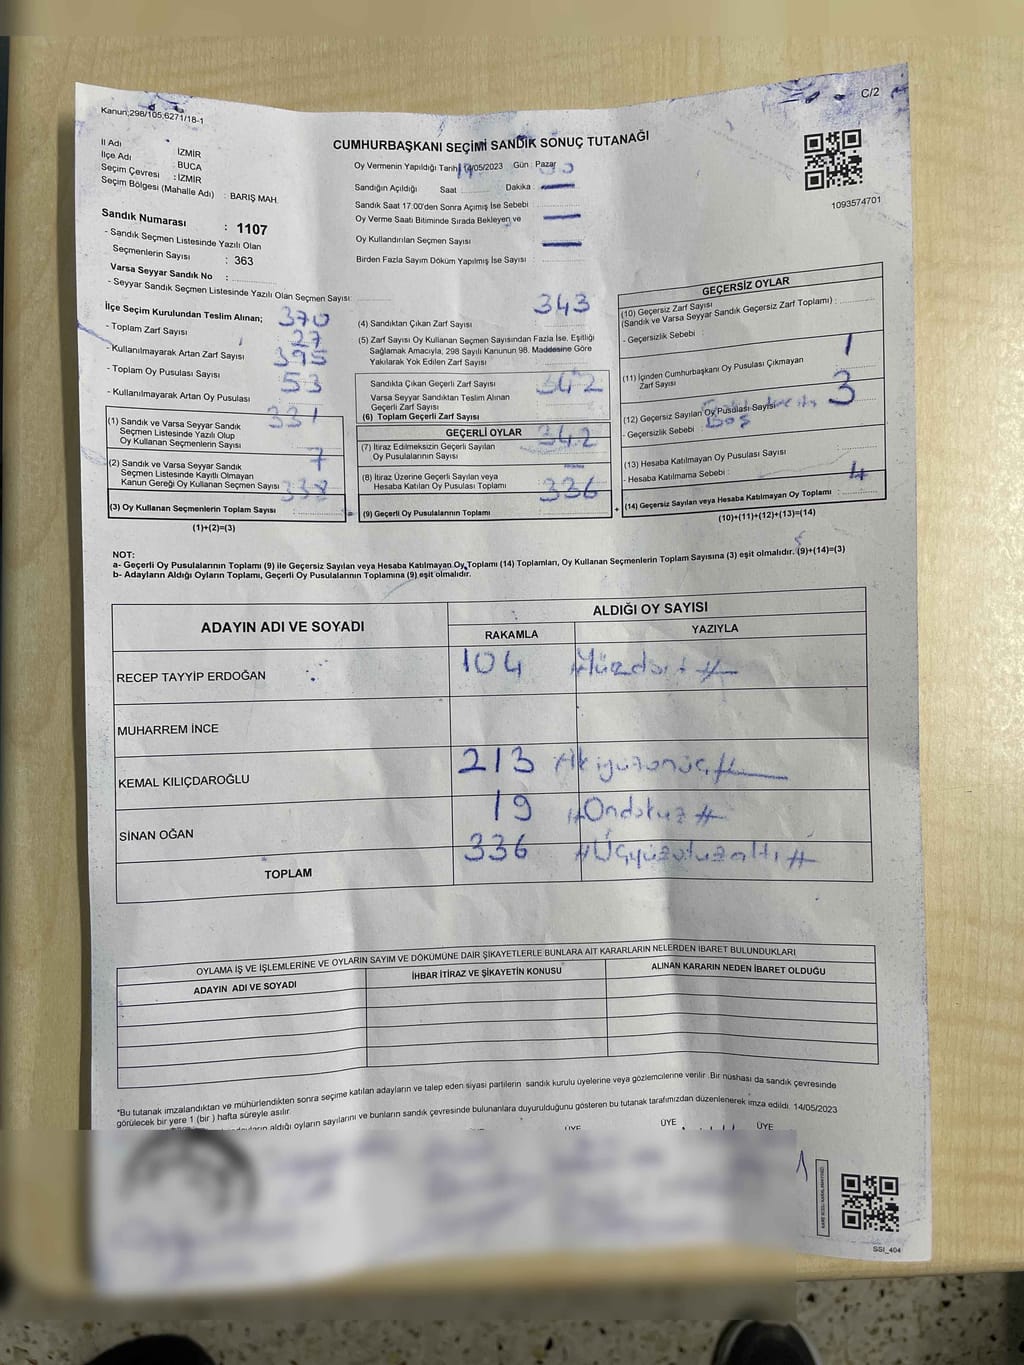 Kanun;298/105,6271/18-1
C/2
CUMHURBAŞKANI SEÇİMİ SANDIK SONUÇ TUTANAĞI
İl Adı İZMİR
İlçe Adı BUCA
Seçim Çevresi : İZMİR
Seçim Bölgesi (Mahalle Adı) : BARIŞ MAH.
Sandık Numarası : 1107
- Sandık Seçmen Listesinde Yazılı Olan
Seçmenlerin Sayısı : 363
Varsa Seyyar Sandık No :
- Seyyar Sandık Seçmen Listesinde Yazılı Olan Seçmen Sayısı:
Oy Vermenin Yapıldığı Tarih 14/05/2023 Gün : Pazar
Sandığın Açıldığı Saat Dakika :
Sandık Saat 17:00'den Sonra Açımış İse Sebebi
Oy Verme Saati Bitiminde Sırada Bekleyen ve
Oy Kullandırılan Seçmen Sayısı
Birden Fazla Sayım Döküm Yapılmış İse Sayısı :
1093574701
İlçe Seçim Kurulundan Teslim Alınan; 370
- Toplam Zarf Sayısı 27
- Kullanılmayarak Artan Zarf Sayısı 395
- Toplam Oy Pusulası Sayısı 53
- Kullanılmayarak Artan Oy Pusulası
331
(1) Sandık ve Varsa Seyyar Sandık
Seçmen Listesinde Yazılı Olup
Oy Kullanan Seçmenlerin Sayısı
7
(2) Sandık ve Varsa Seyyar Sandık
Seçmen Listesinde Kayıtlı Olmayan
Kanun Gereği Oy Kullanan Seçmen Sayısı 338
(3) Oy Kullanan Seçmenlerin Toplam Sayısı
(1)+(2)=(3)
343
(4) Sandıktan Çıkan Zarf Sayısı
(5) Zarf Sayısı Oy Kullanan Seçmen Sayısından Fazla İse, Eşitliği
Sağlamak Amacıyla; 298 Sayılı Kanunun 98. Maddesine Göre
Yakılarak Yok Edilen Zarf Sayısı
Sandıkta Çıkan Geçerli Zarf Sayısı 342
Varsa Seyyar Sandıktan Teslim Alınan
Geçerli Zarf Sayısı
(6) Toplam Geçerli Zarf Sayısı
GEÇERLİ OYLAR
342
(7) İtiraz Edilmeksizin Geçerli Sayılan
Oy Pusulalarının Sayısı
(8) İtiraz Üzerine Geçerli Sayılan veya
Hesaba Katılan Oy Pusulası Toplamı 336
(9) Geçerli Oy Pusulalarının Toplamı
GEÇERSİZ OYLAR
(10) Geçersiz Zarf Sayısı
(Sandık ve Varsa Seyyar Sandık Geçersiz Zarf Toplamı) :
- Geçersizlik Sebebi :
1
(11) İçinden Cumhurbaşkanı Oy Pusulası Çıkmayan
Zarf Sayısı
3
(12) Geçersiz Sayılan Oy Pusulası Sayısı
- Geçersizlik Sebebi : Boş
(13) Hesaba Katılmayan Oy Pusulası Sayısı
- Hesaba Katılmama Sebebi :
4
(14) Geçersiz Sayılan veya Hesaba Katılmayan Oy Toplamı :
(10)+(11)+(12)+(13)=(14)
NOT:
a- Geçerli Oy Pusulalarının Toplamı (9) ile Geçersiz Sayılan veya Hesaba Katılmayan Oy Toplamı (14) Toplamları, Oy Kullanan Seçmenlerin Toplam Sayısına (3) eşit olmalıdır. (9)+(14)=(3)
b- Adayların Aldığı Oyların Toplamı, Geçerli Oy Pusulalarının Toplamına (9) eşit olmalıdır.
ADAYIN ADI VE SOYADI ALDIĞI OY SAYISI
RAKAMLA YAZIYLA
RECEP TAYYİP ERDOĞAN 104 #Yüzdört#
MUHARREM İNCE
KEMAL KILIÇDAROĞLU 213 #İkiyüzonüç#
SİNAN OĞAN 19 #Ondokuz#
TOPLAM 336 #Üçyüzotuzaltı#
OYLAMA İŞ VE İŞLEMLERİNE VE OYLARIN SAYIM VE DÖKÜMÜNE DAİR ŞİKAYETLERLE BUNLARA AİT KARARLARIN NELERDEN İBARET BULUNDUKLARI
ADAYIN ADI VE SOYADI İHBAR İTİRAZ VE ŞİKAYETİN KONUSU ALINAN KARARIN NEDEN İBARET OLDUĞU
"Bu tutanak imzalandıktan ve mühürlendikten sonra seçime katılan adayların ve talep eden siyasi partilerin sandık kurulu üyelerine veya gözlemcilerine verilir .Bir nüshası da sandık çevresinde
görülecek bir yere 1 (bir ) hafta süreyle asılır.
aldığı oyların sayılarını ve bunların sandık çevresinde bulunanlara duyurulduğunu gösteren bu tutanak tarafımızdan düzenlenerek imza edildi. 14/05/2023
ÜYE ÜYE ÜYE
SSI_404